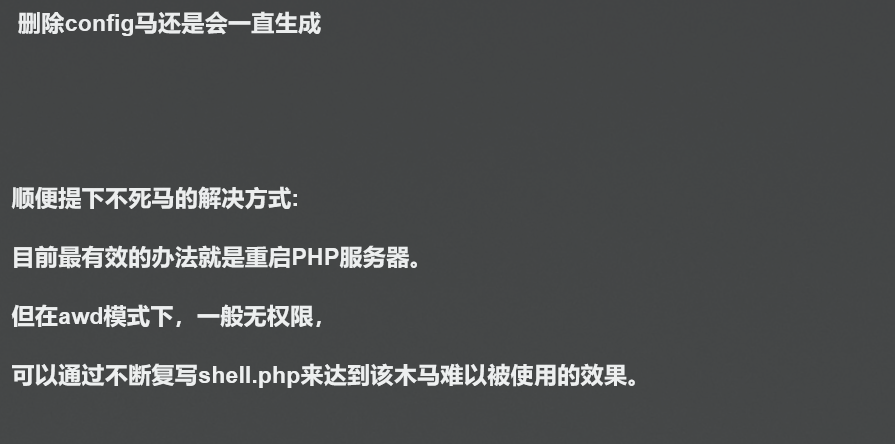 删除config马还是会一直生成
顺便提下不死马的解决方式:
目前最有效的办法就是重启PHP服务器。
但在awd模式下，一般无权限，
可以通过不断复写shell.php来达到该木马难以被使用的效果。